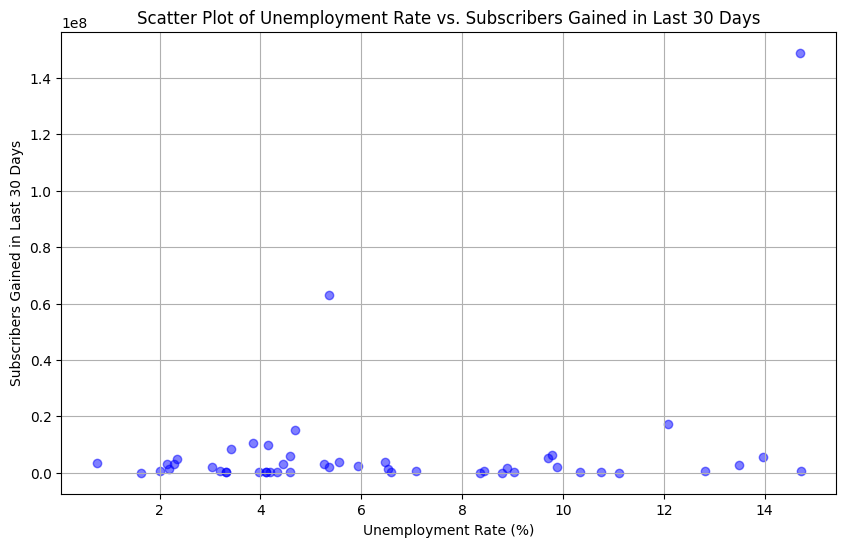 Scatter Plot of Unemployment Rate vs. Subscribers Gained in Last 30 Days
1e8
1.4
1.2
1.0
0.8
0.6
0.4
0.2
0.0
Subscribers Gained in Last 30 Days
2 4 6 8 10 12 14
Unemployment Rate (%)